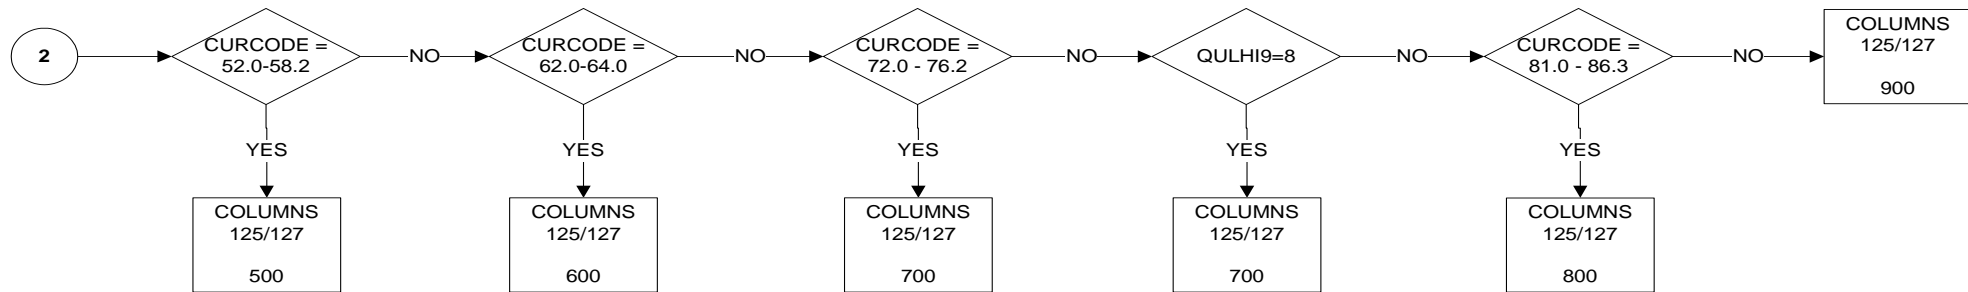 2
CURCODE =
52.0-58.2
NO
CURCODE =
62.0-64.0
NO
CURCODE =
72.0 - 76.2
NO
QULHI9=8
NO
CURCODE =
81.0 - 86.3
NO
COLUMNS
125/127
900
YES
YES
YES
YES
YES
COLUMNS
125/127
500
COLUMNS
125/127
600
COLUMNS
125/127
700
COLUMNS
125/127
700
COLUMNS
125/127
800